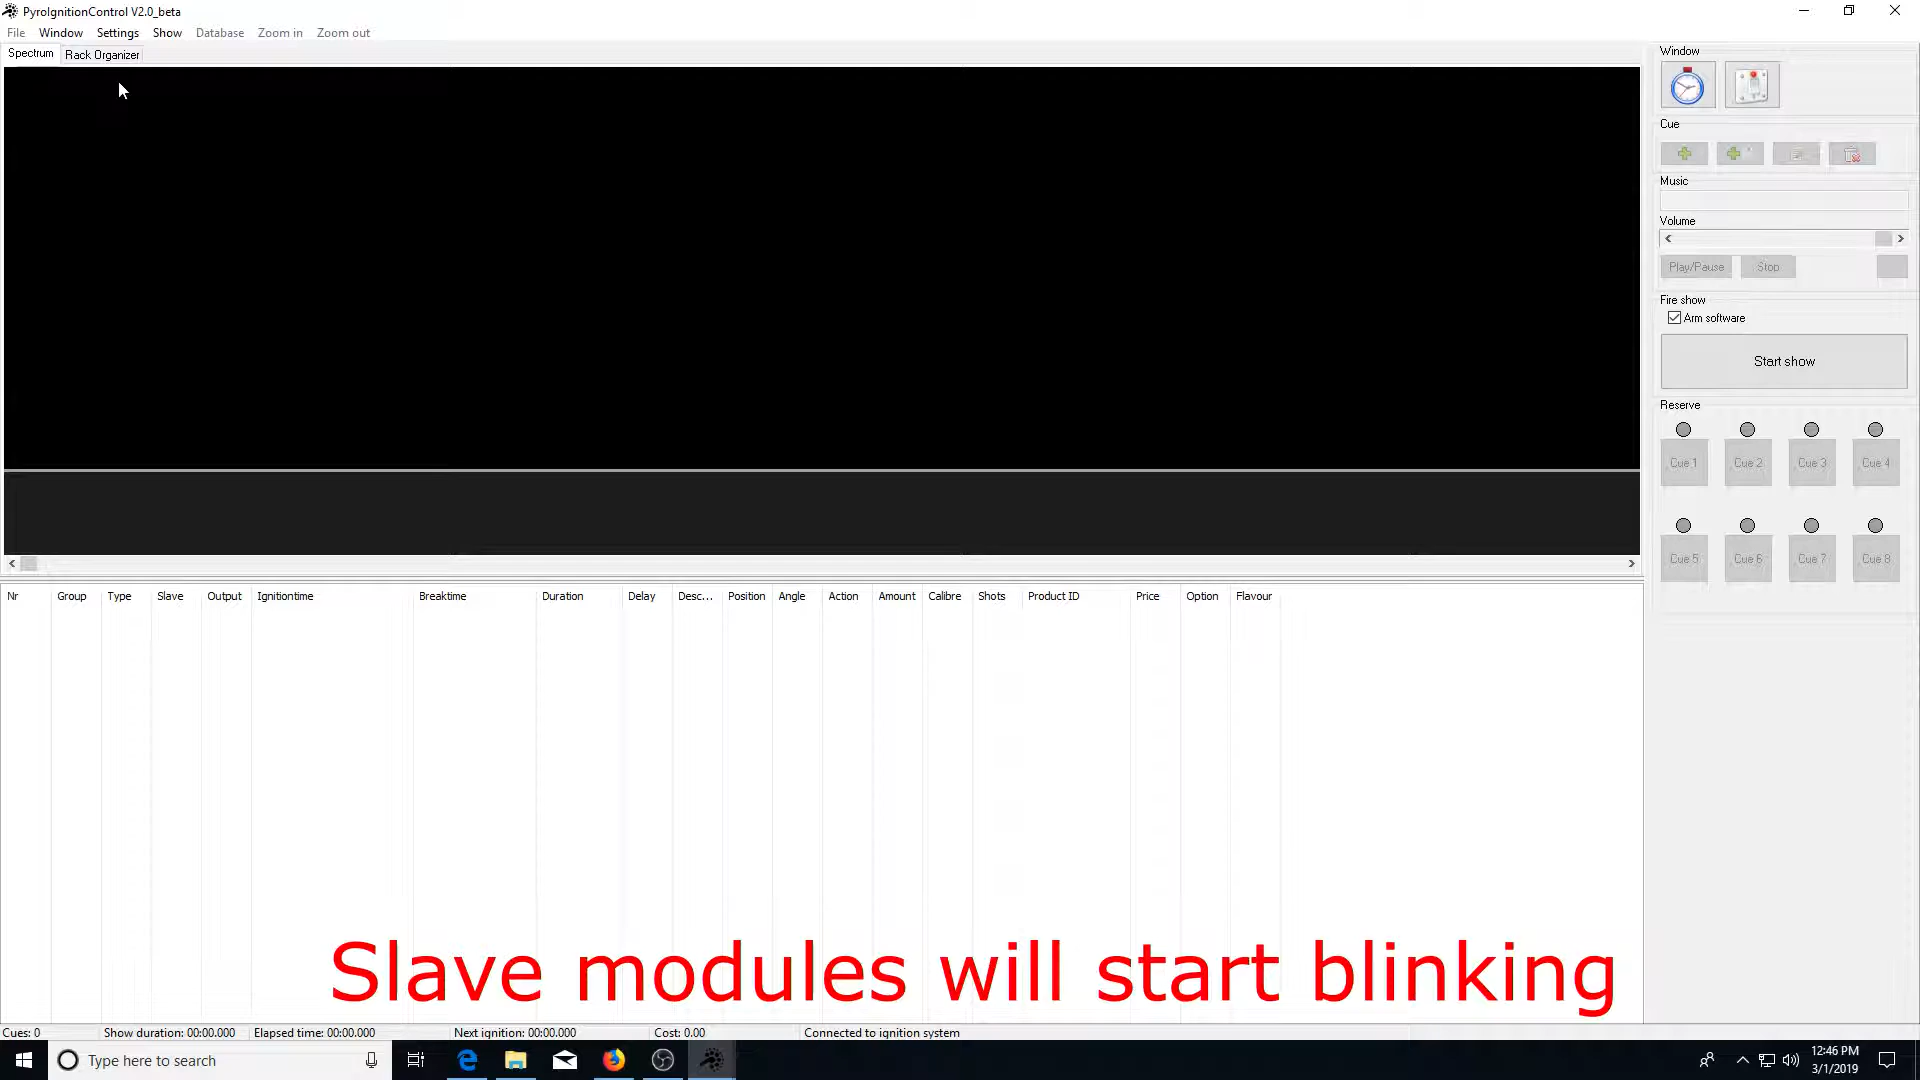 PyroIgnitionControl V2.0_beta
File Window Settings Show Database Zoom in Zoom out
Spectrum Rack Organizer
Window
Cue
Music
Volume
Play/Pause Stop
Fire show
Arm software
Start show
Reserve
Cue 1 Cue 2 Cue 3 Cue 4
Cue 5 Cue 6 Cue 7 Cue 8
Nr Group Type Slave Output Ignitiontime Breaktime Duration Delay Desc... Position Angle Action Amount Calibre Shots Product ID Price Option Flavour
Slave modules will start blinking
Cues: 0 Show duration: 00:00.000 Elapsed time: 00:00.000 Next ignition: 00:00.000 Cost: 0.00 Connected to ignition system
Type here to search
12:46 PM
3/1/2019